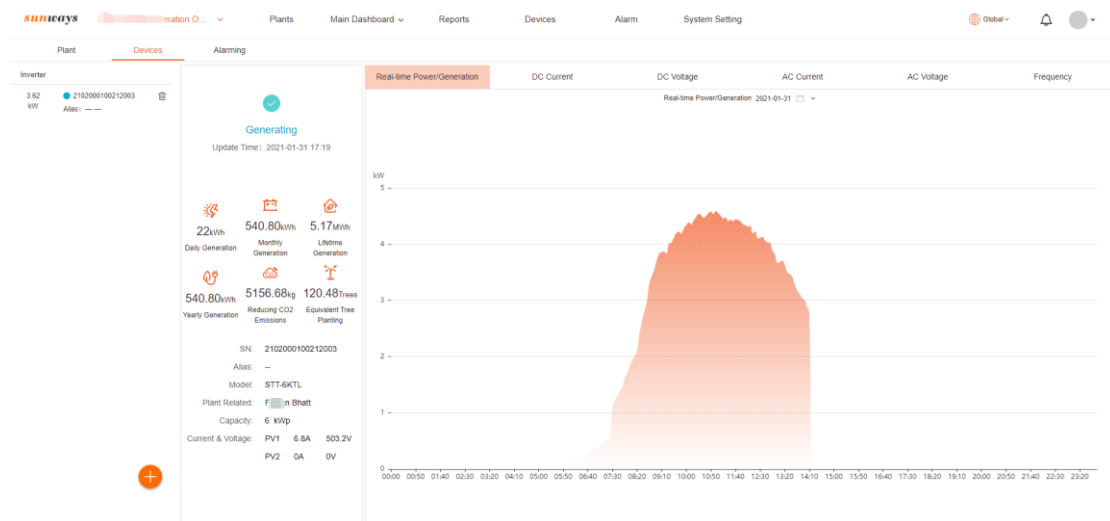 sunways
eration O...
Plants
Main Dashboard
Reports
Devices
Alarm
System Setting
Global
Plant
Devices
Alarming
Inverter
3.62
kW
2102000100212003
Alias: — —
Generating
Update Time: 2021-01-31 17:19
22kWh
Daily Generation
540.80kWh
Monthly
Generation
5.17MWh
Lifetime
Generation
540.80kWh
Yearly Generation
5156.68kg
Reducing CO2
Emissions
120.48Trees
Equivalent Tree
Planting
SN: 2102000100212003
Alias: --
Model: STT-6KTL
Plant Related: F n Bhatt
Capacity: 6 kWp
Current & Voltage: PV1 6.8A 503.2V
PV2 0A 0V
Real-time Power/Generation
DC Current
DC Voltage
AC Current
AC Voltage
Frequency
Real-time Power/Generation 2021-01-31
kW
5
4
3
2
1
0
00:00 00:50 01:40 02:30 03:20 04:10 05:00 05:50 06:40 07:30 08:20 09:10 10:00 10:50 11:40 12:30 13:20 14:10 15:00 15:50 16:40 17:30 18:20 19:10 20:00 20:50 21:40 22:30 23:20